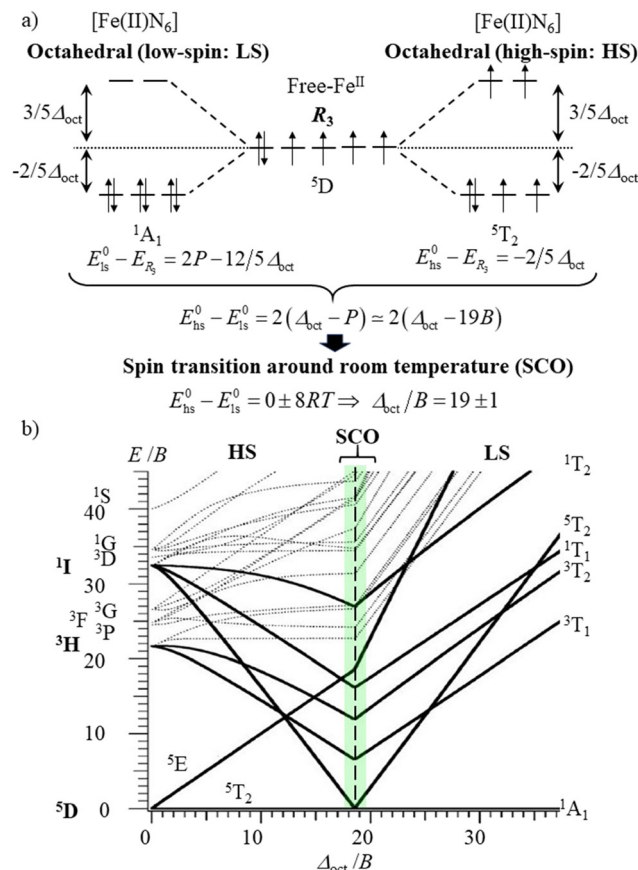 a)
[Fe(II)N₆]
Octahedral (low-spin: LS)
[Fe(II)N₆]
Octahedral (high-spin: HS)
Free-Feᴵᴵ
R₃
3/5Δoct
3/5Δoct
-2/5Δoct
-2/5Δoct
⁵D
¹A₁
⁵T₂
E⁰ls − E_R₃ = 2P − 12/5 Δoct
E⁰hs − E_R₃ = −2/5 Δoct
E⁰hs − E⁰ls = 2(Δoct − P) ≃ 2(Δoct − 19B)
Spin transition around room temperature (SCO)
E⁰hs − E⁰ls = 0 ± 8RT ⇒ Δoct/B = 19 ± 1
b)
E/B
HS
SCO
LS
¹T₂
⁵T₂
¹T₁
³T₂
³T₁
¹A₁
¹S
40
¹G
³D
¹I
30
³G
³F
³P
³H
20
10
⁵E
⁵T₂
⁵D
0
0
10
20
30
Δoct/B